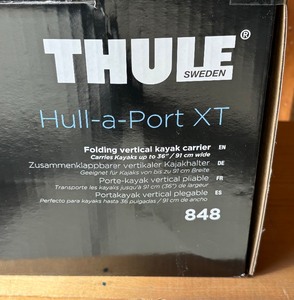 THULE®
SWEDEN
Hull-a-Port XT
Folding vertical kayak carrier EN
Carries Kayaks up to 36" / 91 cm wide
Zusammenklappbarar vertikaler Kajakhalter DE
Geeignet für Kajaks von bis zu 91 cm Breite
Porte-kayak vertical pliable FR
Transporte les kayaks jusqu'à 91 cm (36") de largeur
Portakayak vertical plegable ES
Perfecto para kayaks hasta 36 pulgadas / 91 cm de ancho
848